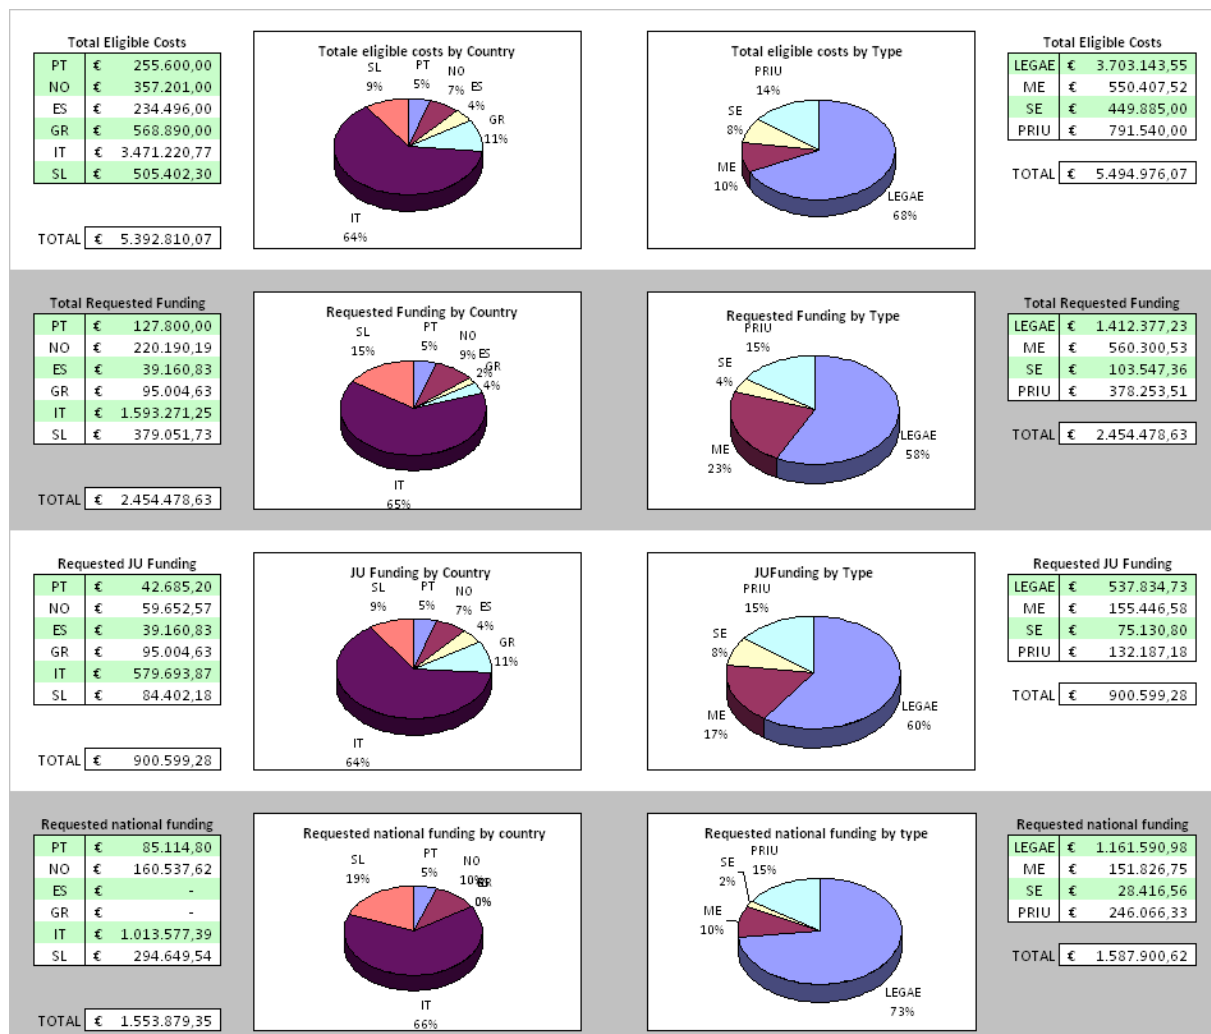 Total Eligible Costs
PT € 255.600,00
NO € 357.201,00
ES € 234.496,00
GR € 568.890,00
IT € 3.471.220,77
SL € 505.402,30
TOTAL € 5.392.810,07
Totale eligible costs by Country
SL 9%
PT 5%
NO 7%
ES 4%
GR 11%
IT 64%
Total eligible costs by Type
PRIU 14%
SE 8%
ME 10%
LEGAE 68%
Total Eligible Costs
LEGAE € 3.703.143,55
ME € 550.407,52
SE € 449.885,00
PRIU € 791.540,00
TOTAL € 5.494.976,07
Total Requested Funding
PT € 127.800,00
NO € 220.190,19
ES € 39.160,83
GR € 95.004,63
IT € 1.593.271,25
SL € 379.051,73
TOTAL € 2.454.478,63
Requested Funding by Country
SL 15%
PT 5%
NO 9%
ES 2%
GR 4%
IT 65%
Requested Funding by Type
PRIU 15%
SE 4%
ME 23%
LEGAE 58%
Total Requested Funding
LEGAE € 1.412.377,23
ME € 560.300,53
SE € 103.547,36
PRIU € 378.253,51
TOTAL € 2.454.478,63
Requested JU Funding
PT € 42.685,20
NO € 59.652,57
ES € 39.160,83
GR € 95.004,63
IT € 579.693,87
SL € 84.402,18
TOTAL € 900.599,28
JU Funding by Country
SL 9%
PT 5%
NO 7%
ES 4%
GR 11%
IT 64%
JUFunding by Type
PRIU 15%
SE 8%
ME 17%
LEGAE 60%
Requested JU Funding
LEGAE € 537.834,73
ME € 155.446,58
SE € 75.130,80
PRIU € 132.187,18
TOTAL € 900.599,28
Requested national funding
PT € 85.114,80
NO € 160.537,62
ES € -
GR € -
IT € 1.013.577,39
SL € 294.649,54
TOTAL € 1.553.879,35
Requested national funding by country
SL 19%
PT 5%
NO 10%
GR 0%
IT 66%
Requested national funding by type
PRIU 15%
SE 2%
ME 10%
LEGAE 73%
Requested national funding
LEGAE € 1.161.590,98
ME € 151.826,75
SE € 28.416,56
PRIU € 246.066,33
TOTAL € 1.587.900,62